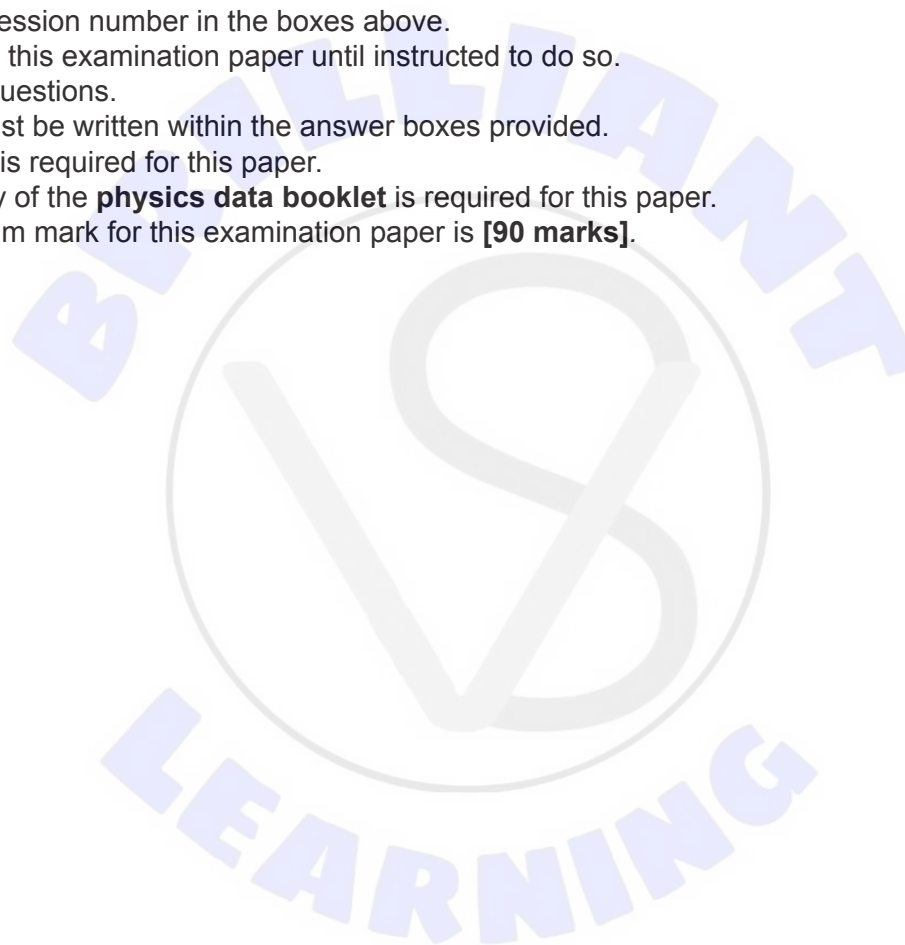 ession number in the boxes above.
this examination paper until instructed to do so.
uestions.
st be written within the answer boxes provided.
is required for this paper.
y of the physics data booklet is required for this paper.
m mark for this examination paper is [90 marks].
BRILLIANT
VS
LEARNING